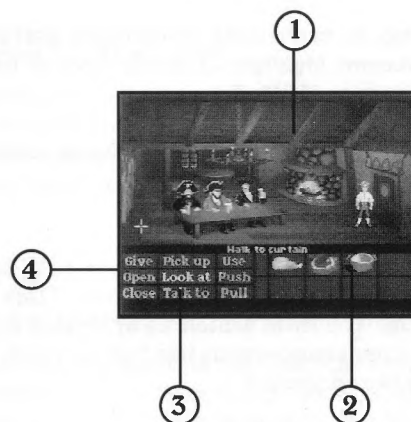 1
Walk to curtain
Give Pick up Use
Open Look at Push
Close Talk to Pull
4
3
2